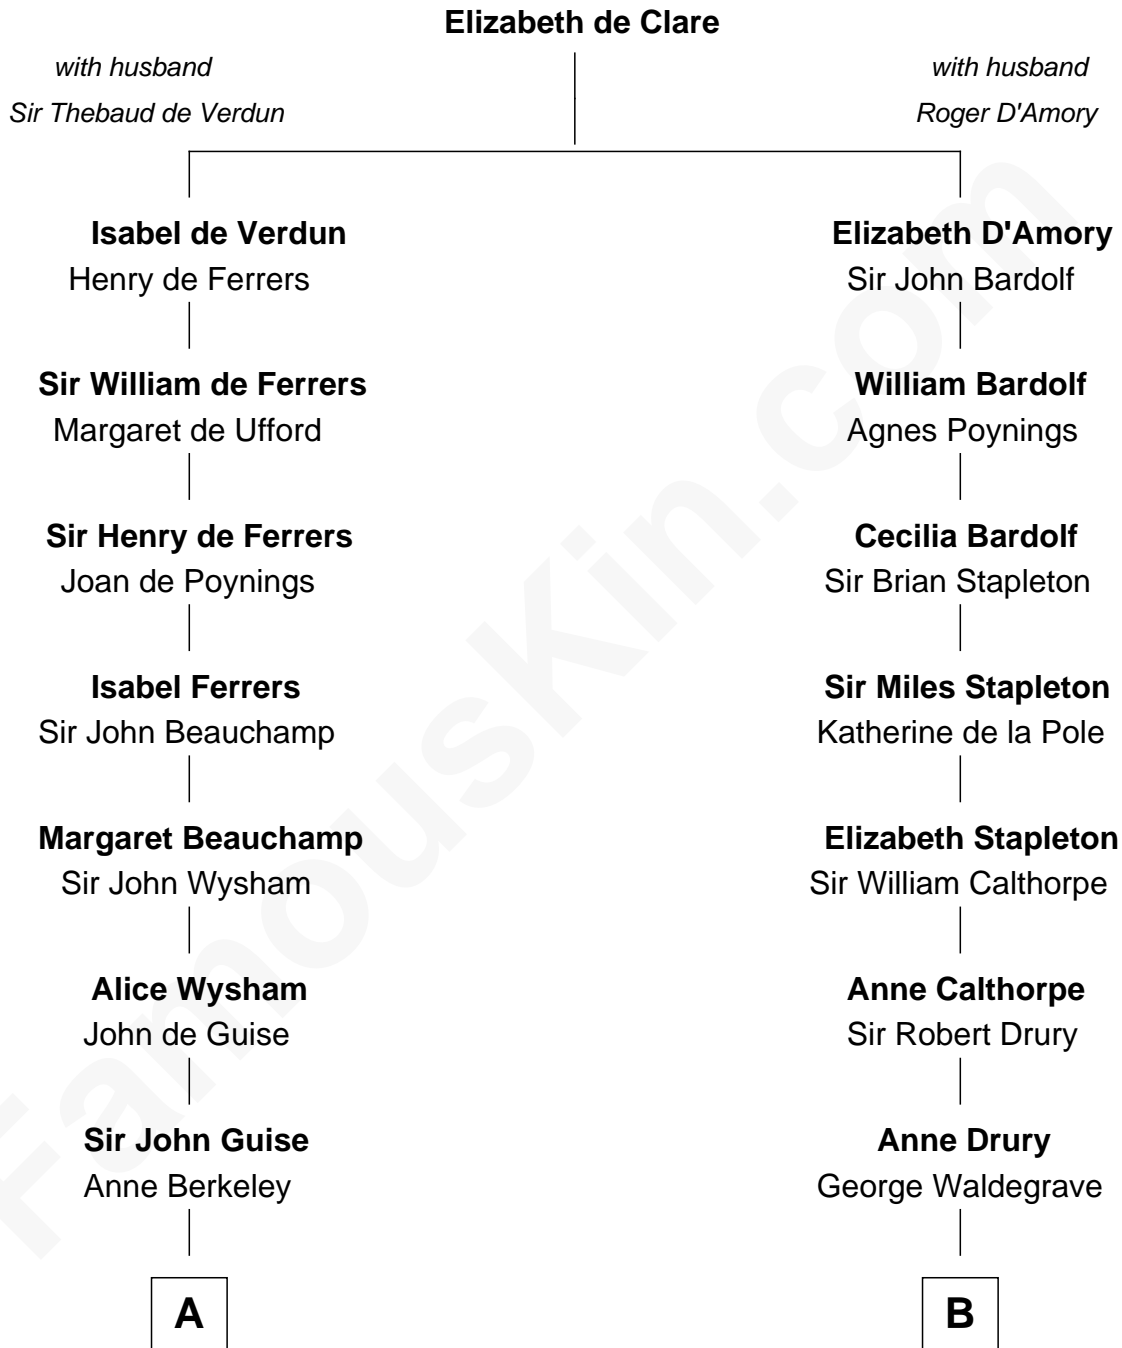 Elizabeth de Clare
with husband
Sir Thebaud de Verdun
with husband
Roger D'Amory
Isabel de Verdun
Henry de Ferrers
Elizabeth D'Amory
Sir John Bardolf
Sir William de Ferrers
Margaret de Ufford
William Bardolf
Agnes Poynings
Sir Henry de Ferrers
Joan de Poynings
Cecilia Bardolf
Sir Brian Stapleton
Isabel Ferrers
Sir John Beauchamp
Sir Miles Stapleton
Katherine de la Pole
Margaret Beauchamp
Sir John Wysham
Elizabeth Stapleton
Sir William Calthorpe
Alice Wysham
John de Guise
Anne Calthorpe
Sir Robert Drury
Sir John Guise
Anne Berkeley
Anne Drury
George Waldegrave
A
B
FamousKin.com